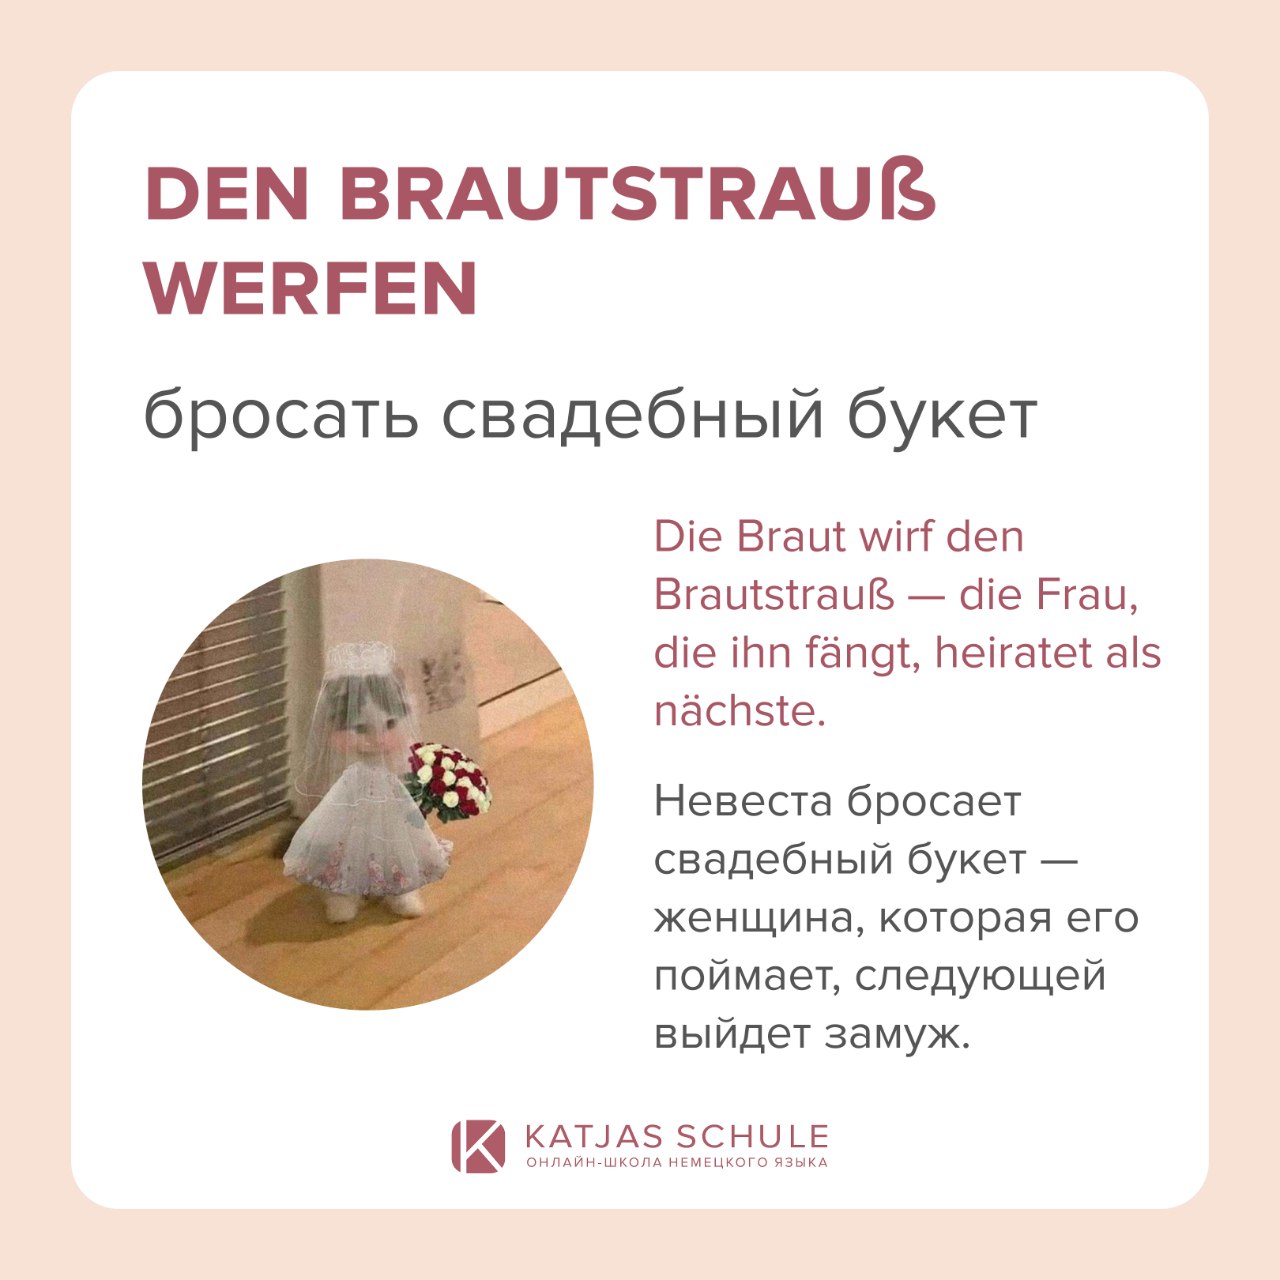 DEN BRAUTSTRAUß
WERFEN
бросать свадебный букет
Die Braut wirf den
Brautstrauß — die Frau,
die ihn fängt, heiratet als
nächste.
Невеста бросает
свадебный букет —
женщина, которая его
поймает, следующей
выйдет замуж.
KATJAS SCHULE
ОНЛАЙН-ШКОЛА НЕМЕЦКОГО ЯЗЫКА